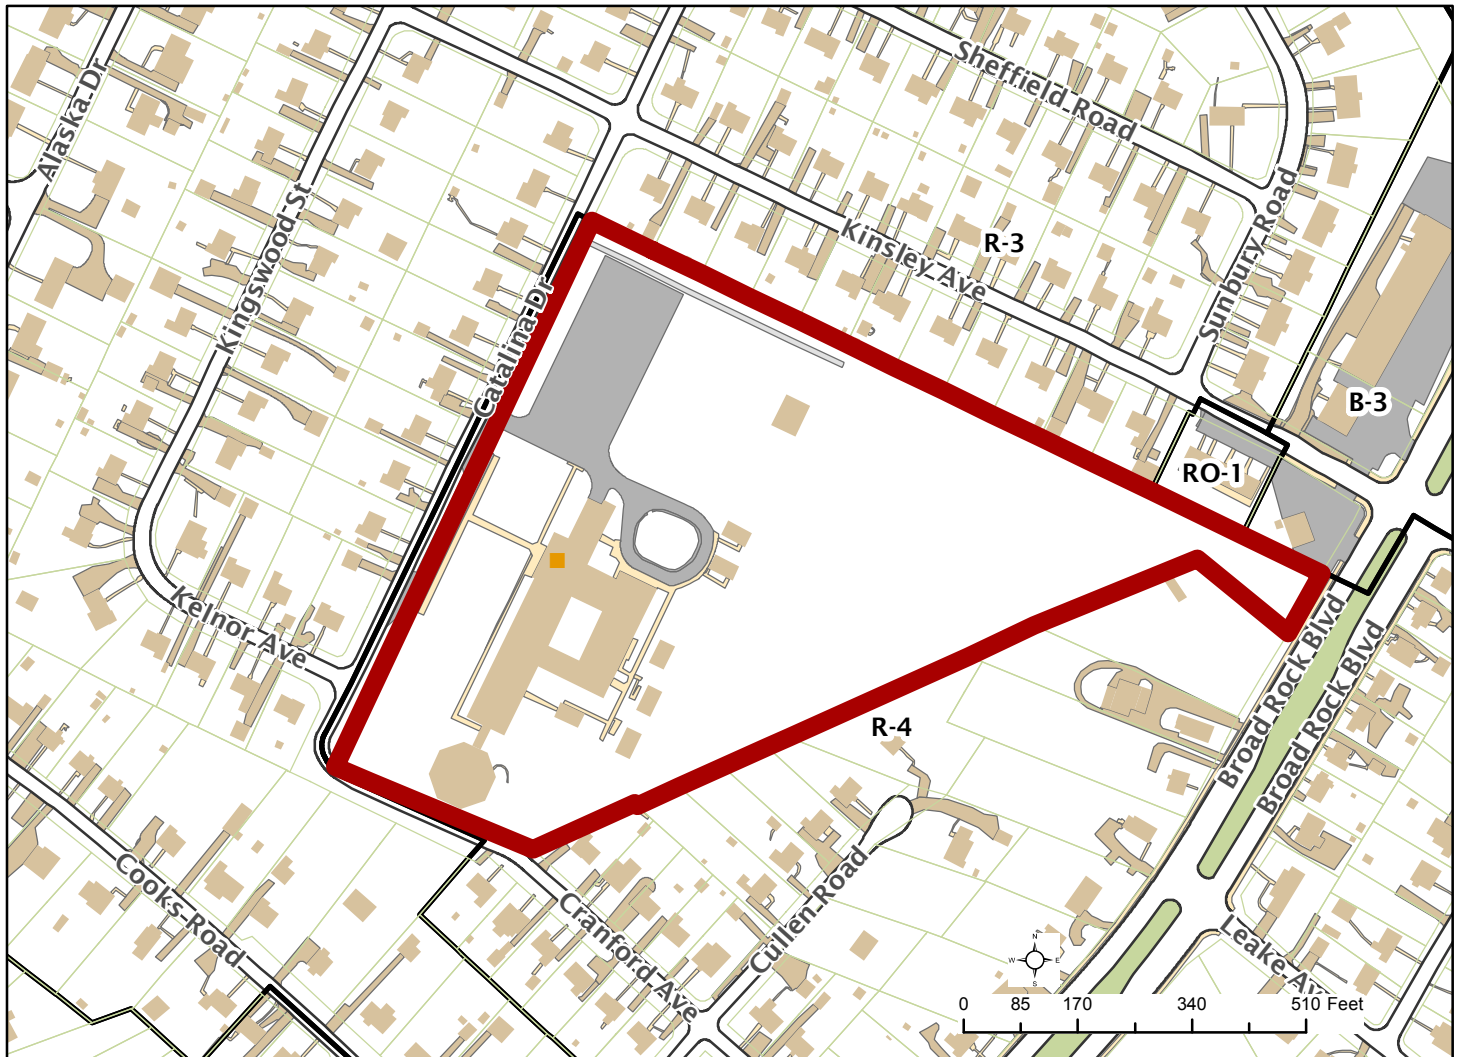 Sheffield Road
Alaska Dr
Kingswood St
Kinsley Ave
R-3
Sunbury Road
Catalina Dr
B-3
RO-1
Kelnor Ave
Broad Rock Blvd
Broad Rock Blvd
R-4
Cooks Road
Cranford Ave
Cullen Road
Leake Av
N
W E
S
0 85 170 340 510 Feet